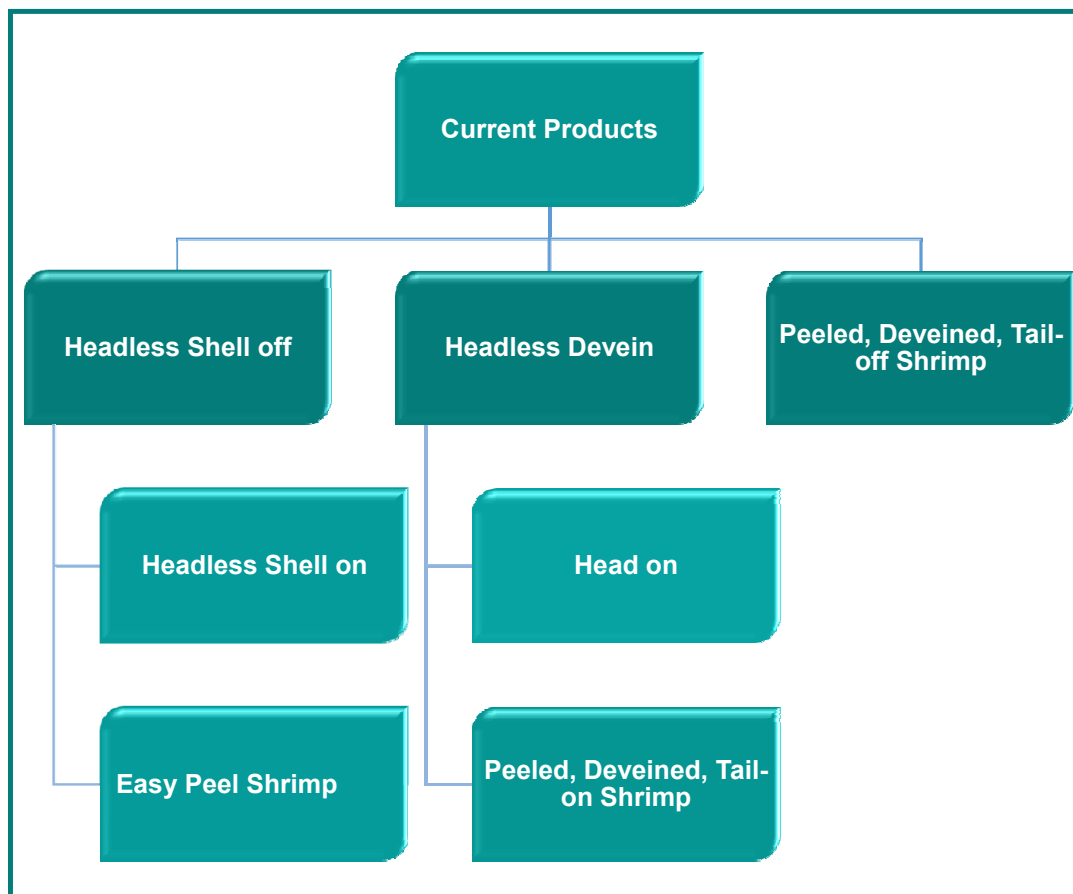 Current Products
Headless Shell off
Headless Devein
Peeled, Deveined, Tail-
off Shrimp
Headless Shell on
Head on
Easy Peel Shrimp
Peeled, Deveined, Tail-
on Shrimp